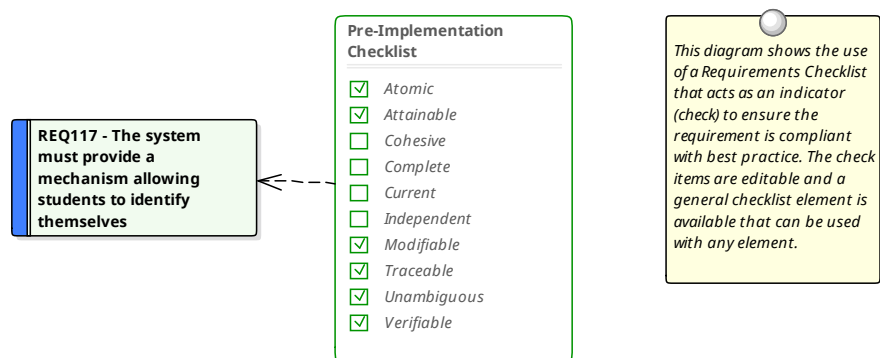 REQ117 - The system
must provide a
mechanism allowing
students to identify
themselves
Pre-Implementation
Checklist
Atomic
Attainable
Cohesive
Complete
Current
Independent
Modifiable
Traceable
Unambiguous
Verifiable
This diagram shows the use
of a Requirements Checklist
that acts as an indicator
(check) to ensure the
requirement is compliant
with best practice. The check
items are editable and a
general checklist element is
available that can be used
with any element.